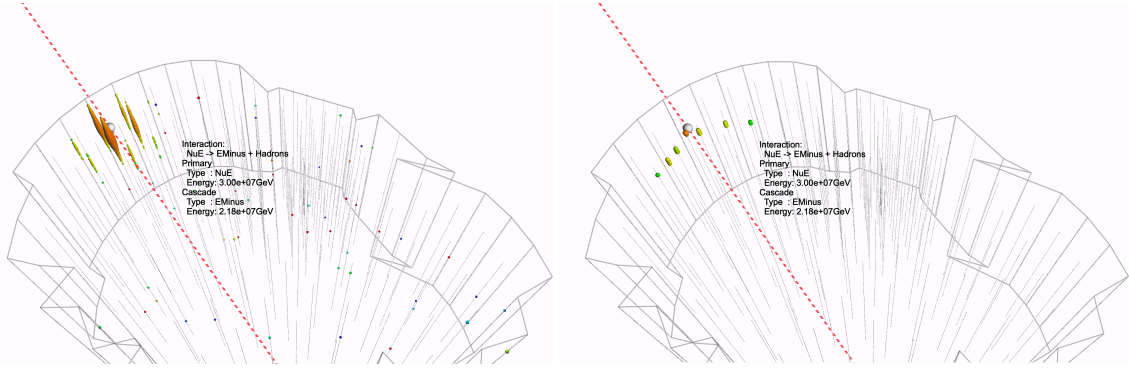 Interaction:
NuE -> EMinus + Hadrons
Primary
Type : NuE
Energy: 3.00e+07GeV
Cascade
Type : EMinus
Energy: 2.18e+07GeV
Interaction:
NuE -> EMinus + Hadrons
Primary
Type : NuE
Energy: 3.00e+07GeV
Cascade
Type : EMinus
Energy: 2.18e+07GeV